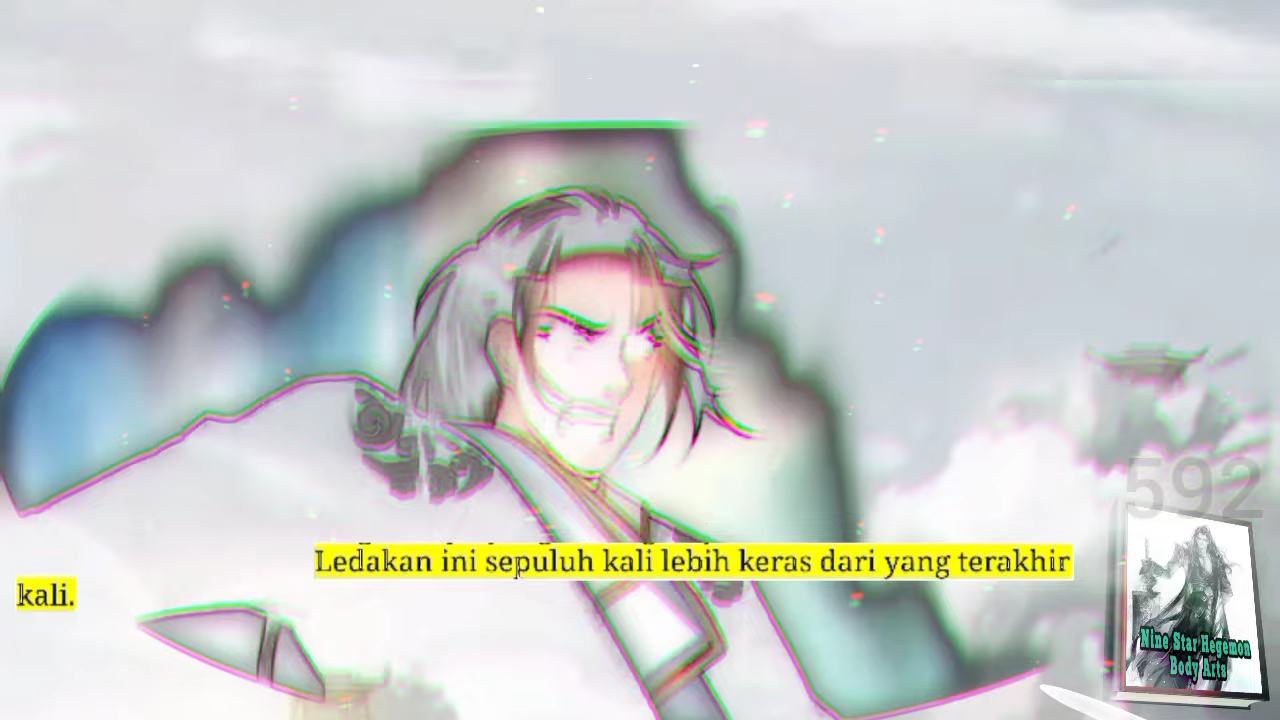 Ledakan ini sepuluh kali lebih keras dari yang terakhir
kali.
592
Nine Star Hegemon
Body Arts